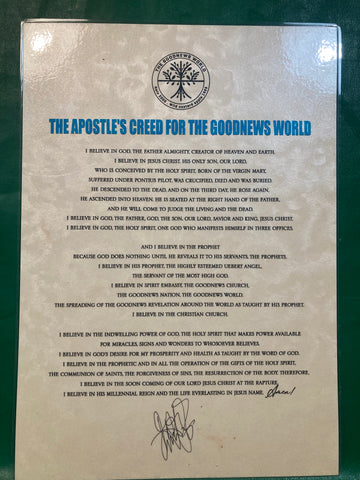 THE GOODNEWS WORLD
THE APOSTLE'S CREED FOR THE GOODNEWS WORLD
I BELIEVE IN GOD, THE FATHER ALMIGHTY, CREATOR OF HEAVEN AND EARTH.
I BELIEVE IN JESUS CHRIST, HIS ONLY SON, OUR LORD,
WHO IS CONCEIVED BY THE HOLY SPIRIT, BORN OF THE VIRGIN MARY,
SUFFERED UNDER PONTIUS PILOT, WAS CRUCIFIED, DIED AND WAS BURIED.
HE DESCENDED TO THE DEAD, AND ON THE THIRD DAY, HE ROSE AGAIN.
HE ASCENDED INTO HEAVEN, HE IS SEATED AT THE RIGHT HAND OF THE FATHER,
AND HE WILL COME TO JUDGE THE LIVING AND THE DEAD.
I BELIEVE IN GOD, THE FATHER, GOD, THE SON, OUR LORD, SAVIOR AND KING, JESUS CHRIST,
I BELIEVE IN GOD, THE HOLY SPIRIT, ONE GOD WHO MANIFESTS HIMSELF IN THREE OFFICES.
AND I BELIEVE IN THE PROPHET
BECAUSE GOD DOES NOTHING UNTIL HE REVEALS IT TO HIS SERVANTS, THE PROPHETS.
I BELIEVE IN HIS PROPHET, THE HIGHLY ESTEEMED UEBERT ANGEL,
THE SERVANT OF THE MOST HIGH GOD.
I BELIEVE IN SPIRIT EMBASSY, THE GOODNEWS CHURCH,
THE GOODNEWS NATION, THE GOODNEWS WORLD,
THE SPREADING OF THE GOODNEWS REVELATION AROUND THE WORLD AS TAUGHT BY HIS PROPHET.
I BELIEVE IN THE CHRISTIAN CHURCH,
I BELIEVE IN THE INDWELLING POWER OF GOD, THE HOLY SPIRIT THAT MAKES POWER AVAILABLE
FOR MIRACLES, SIGNS AND WONDERS TO WHOSOEVER BELIEVES.
I BELIEVE IN GOD'S DESIRE FOR MY PROSPERITY AND HEALTH AS TAUGHT BY THE WORD OF GOD.
I BELIEVE IN THE PROPHETIC AND IN ALL THE OPERATION OF THE GIFTS OF THE HOLY SPIRIT,
THE COMMUNION OF SAINTS, THE FORGIVENESS OF SINS, THE RESURRECTION OF THE BODY. THEREFORE,
I BELIEVE IN THE SOON COMING OF OUR LORD JESUS CHRIST AT THE RAPTURE,
I BELIEVE IN HIS MILLENNIAL REIGN AND THE LIFE EVERLASTING IN JESUS NAME. Amen!